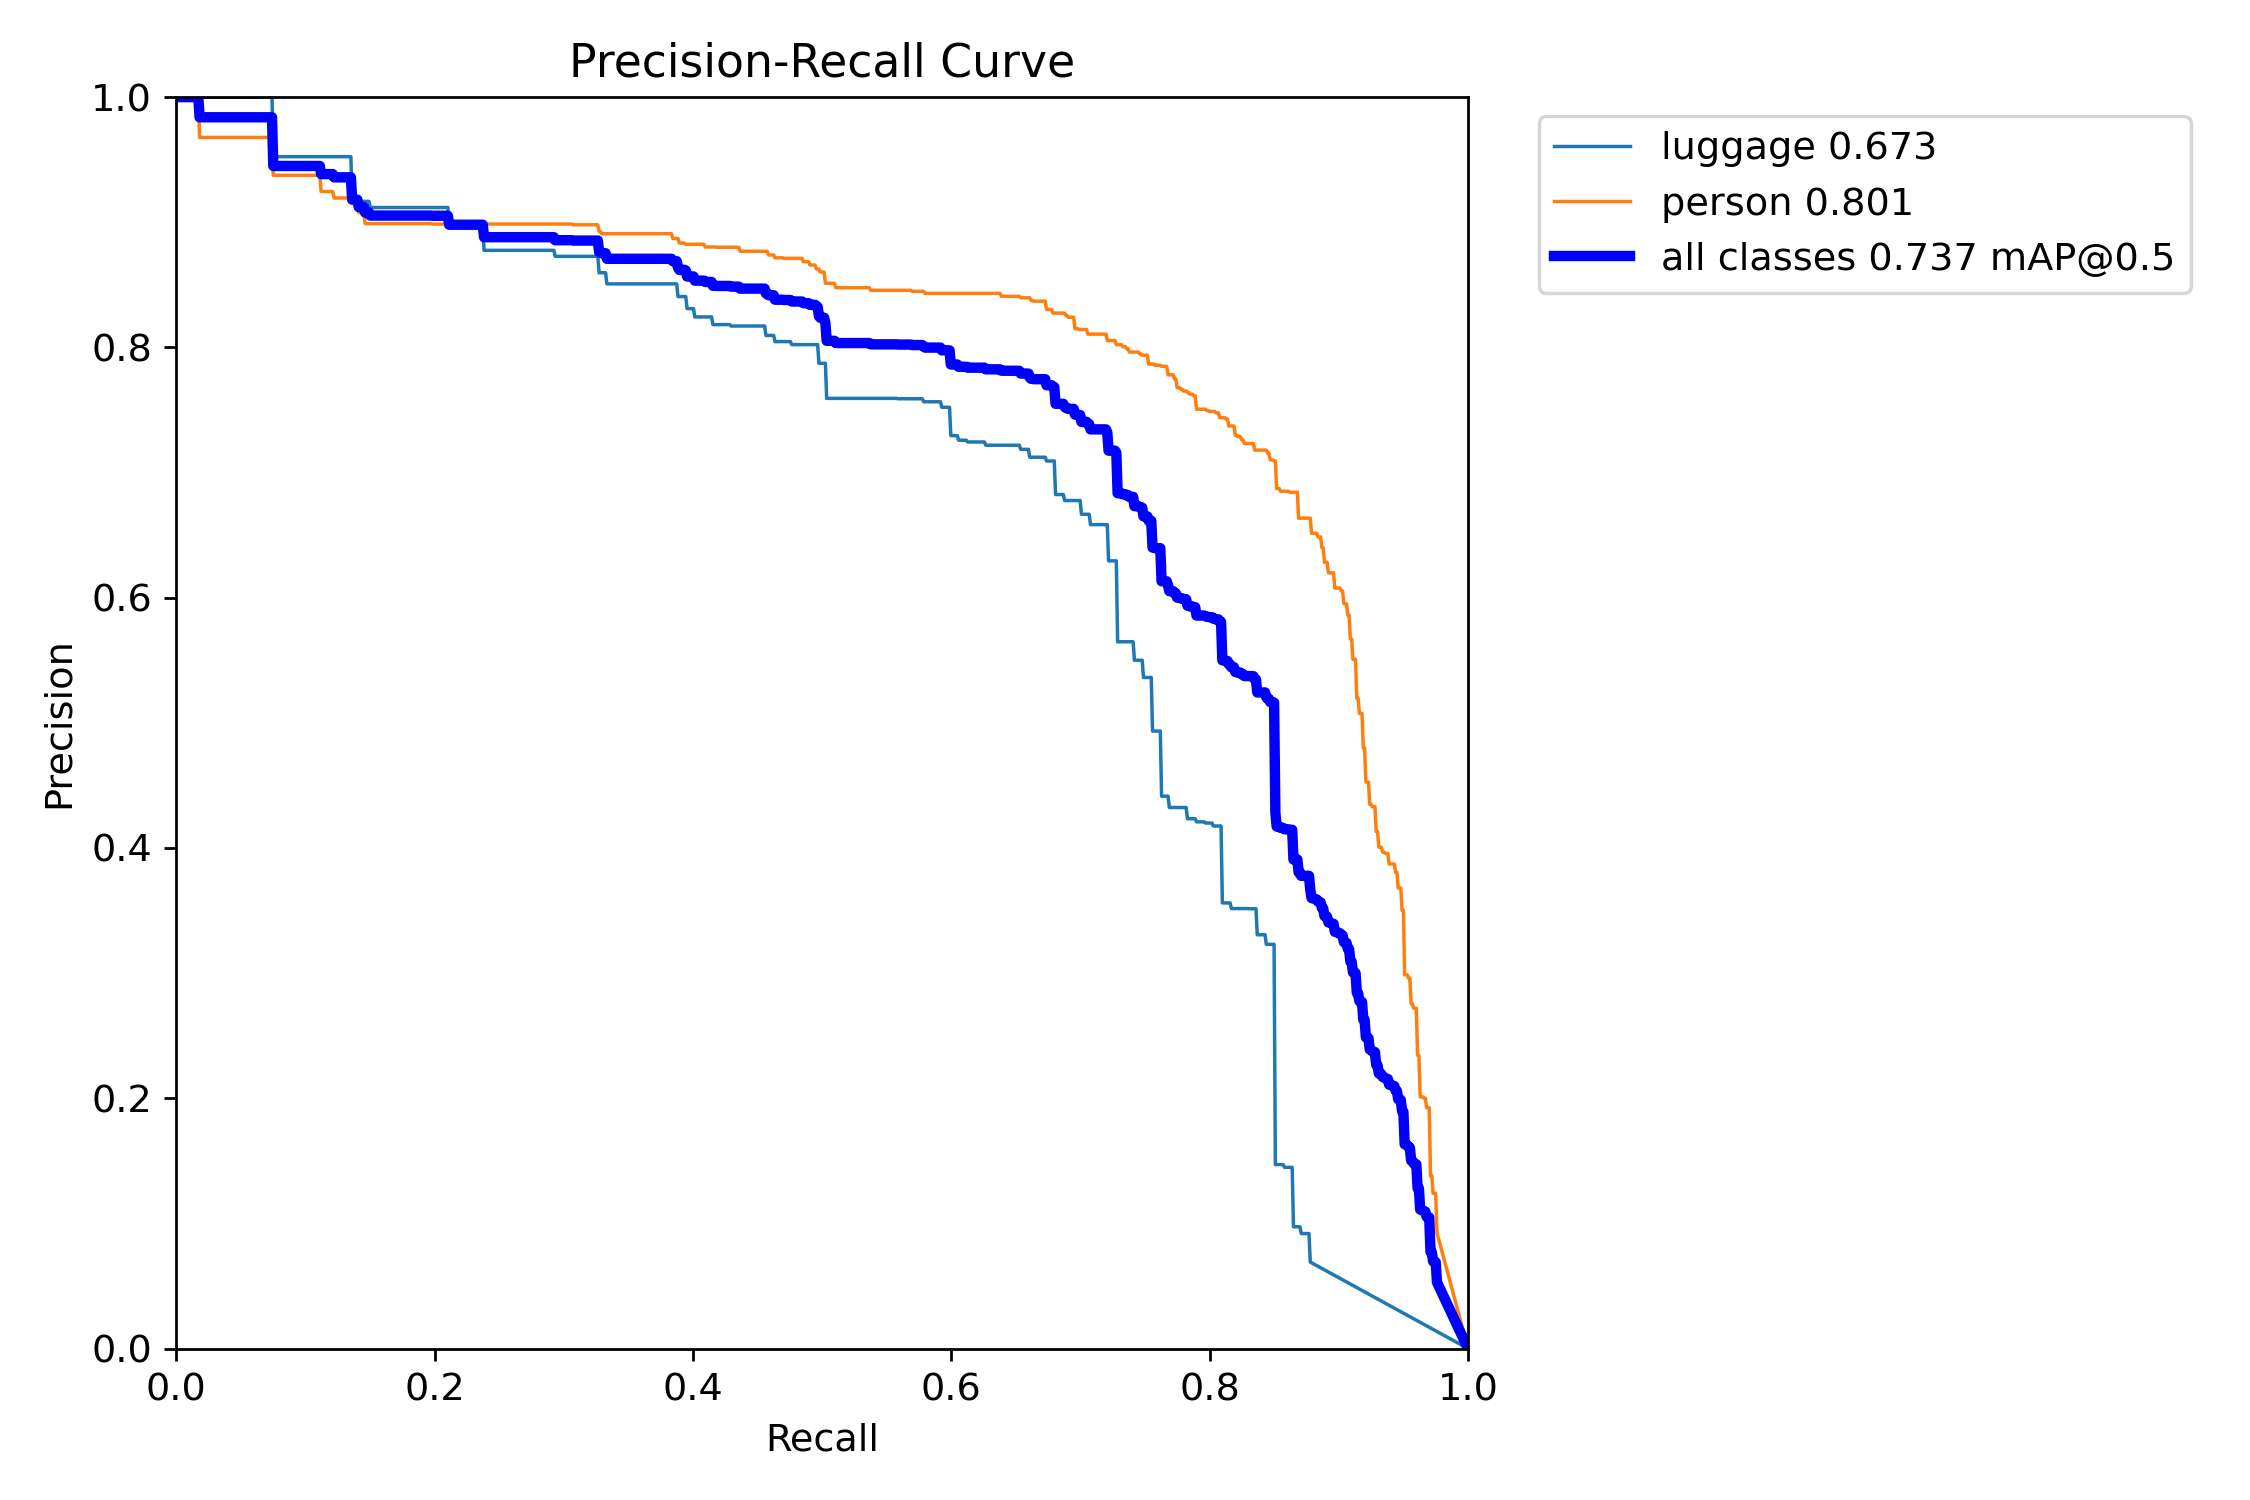 Precision-Recall Curve
1.0
0.8
0.6
0.4
0.2
0.0
Precision
0.0 0.2 0.4 0.6 0.8 1.0
Recall
luggage 0.673
person 0.801
all classes 0.737 mAP@0.5